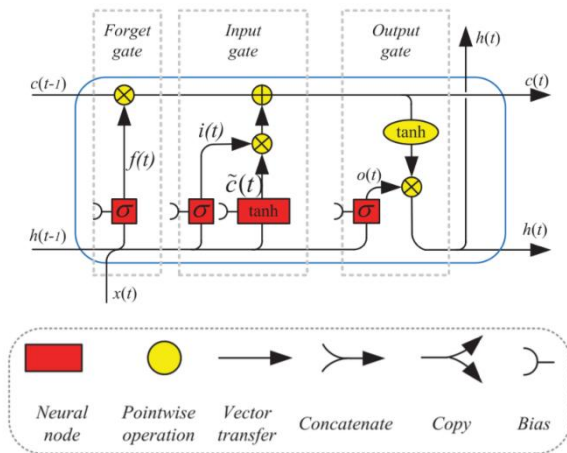 Forget
gate
Input
gate
Output
gate
h(t)
c(t-1)
c(t)
f(t)
i(t)
c̃(t)
tanh
o(t)
σ
σ
tanh
σ
h(t-1)
h(t)
x(t)
Neural
node
Pointwise
operation
Vector
transfer
Concatenate
Copy
Bias